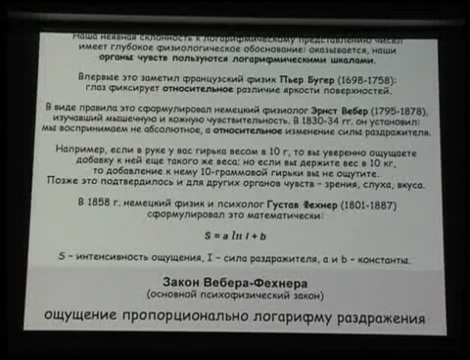 Наша неявная склонность к логарифмическому представлению чисел
имеет глубокое физиологическое обоснование: оказывается, наши
органы чувств пользуются логарифмическими шкалами.
Впервые это заметил французский физик Пьер Бугер (1698-1758):
глаз фиксирует относительное различие яркости поверхностей.
В виде правила это сформулировал немецкий физиолог Эрнст Вебер (1795-1878),
изучавший мышечную и кожную чувствительность. В 1830-34 гг. он установил:
мы воспринимаем не абсолютное, а относительное изменение силы раздражителя.
Например, если в руке у вас гирька весом в 10 г, то вы уверенно ощущаете
добавку к ней еще такого же веса; но если вы держите вес в 10 кг,
то добавление к нему 10-граммовой гирьки вы не ощутите.
Позже это подтвердилось и для других органов чувств – зрения, слуха, вкуса.
В 1858 г. немецкий физик и психолог Густав Фехнер (1801-1887)
сформулировал это математически:
S = a ln I + b
S – интенсивность ощущения, I – сила раздражителя, a и b – константы.
Закон Вебера-Фехнера
(основной психофизический закон)
ощущение пропорционально логарифму раздражения